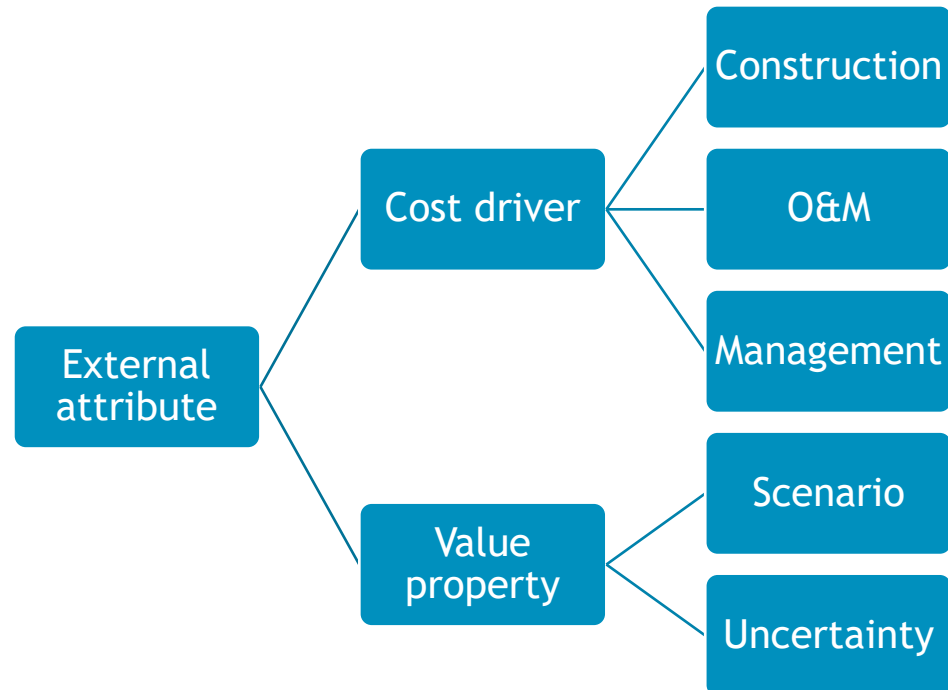 Construction
Cost driver
O&M
Management
External
attribute
Scenario
Value
property
Uncertainty